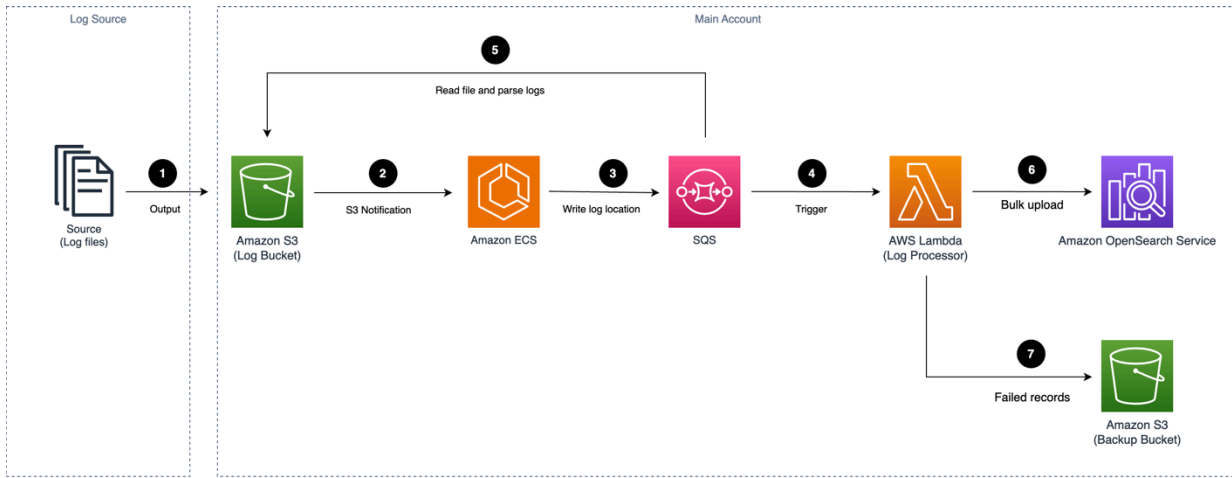 Log Source
Main Account
5
Read file and parse logs
1
Output
2
S3 Notification
3
Write log location
4
Trigger
6
Bulk upload
Source
(Log files)
Amazon S3
(Log Bucket)
Amazon ECS
SQS
AWS Lambda
(Log Processor)
Amazon OpenSearch Service
7
Failed records
Amazon S3
(Backup Bucket)